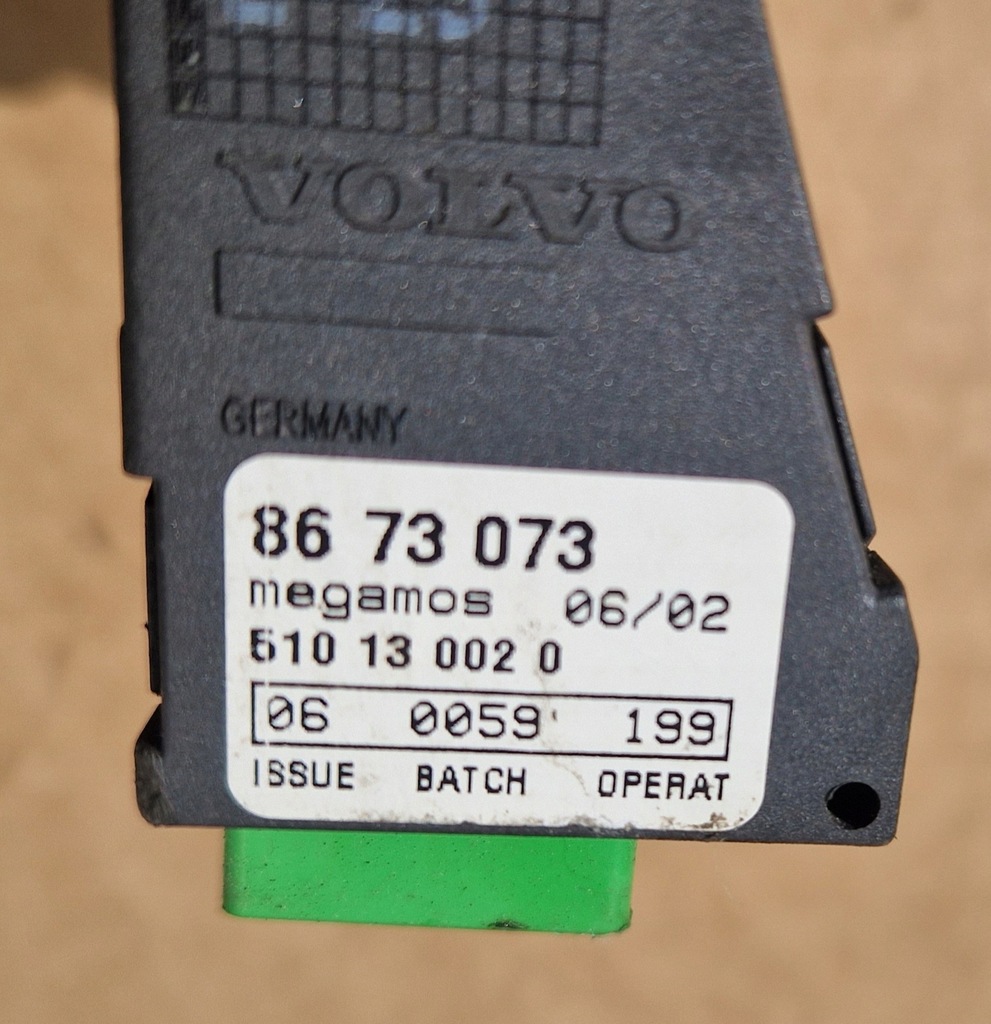 VOLVO
GERMANY
86 73 073
megamos 06/02
510 13 002 0
06 0059 199
ISSUE BATCH OPERAT